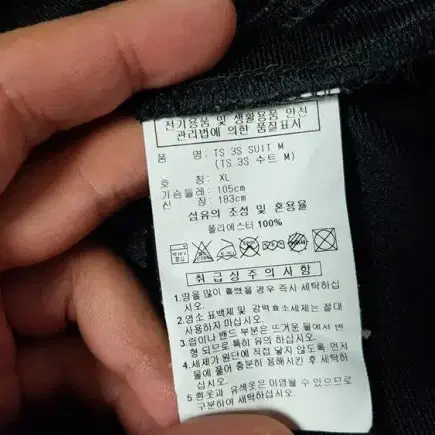 전기용품 및 생활용품 안전
관리법에 의한 품질표시
품 명 : TS 3S SUIT M
(TS 3S 수트 M)
호 칭 : XL
가슴둘레 : 105cm
신 장 : 183cm
섬유의 조성 및 혼용율
폴리에스터 100%
취급상주의사항
1.땀을 많이 흘렸을 경우 즉시 세탁하십
시오.
2.염소 표백제 및 강력효소세제는 절대
사용하지 마십시오.
3.립이나 밴드 부분은 뜨거운 물에서 변
형 되므로 특히 유의 하십시오.
4.세제가 원단에 직접 닿지 않도록 먼저
물에 풀어 충분히 용해시킨 후 세탁하
십시오.
5.흰옷과 유색옷은 이염될 수 있으므로
구분하여 세탁하십시오.